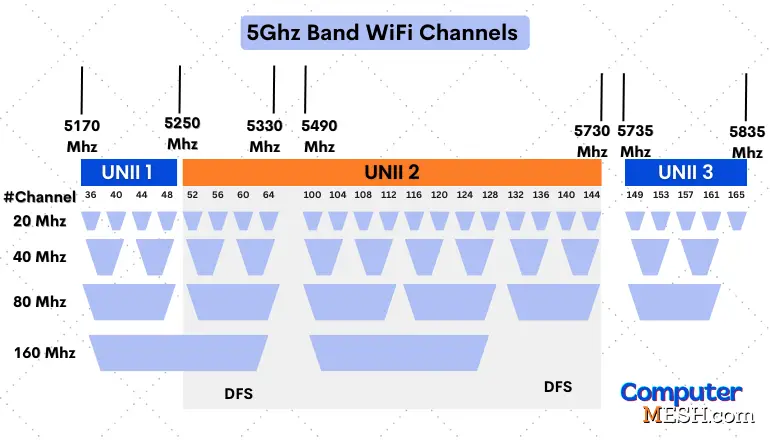 5Ghz Band WiFi Channels
5170 Mhz
5250 Mhz
5330 Mhz
5490 Mhz
5730 Mhz
5735 Mhz
5835 Mhz
UNII 1
UNII 2
UNII 3
#Channel
36 40 44 48 52 56 60 64 100 104 108 112 116 120 124 128 132 136 140 144 149 153 157 161 165
20 Mhz
40 Mhz
80 Mhz
160 Mhz
DFS
DFS
Computer
MESH.com